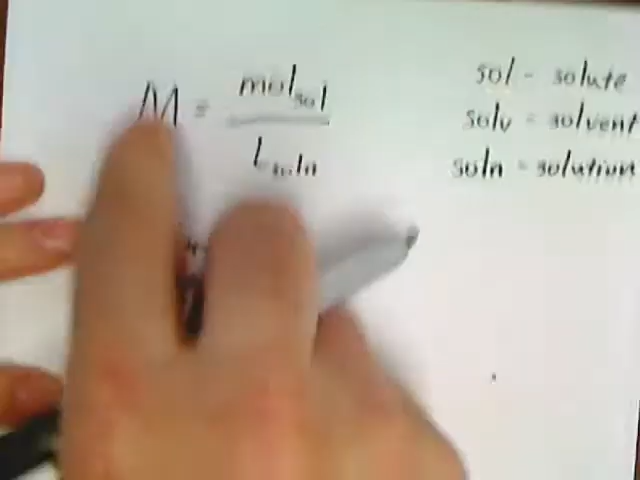 M = mol sol
L soln
sol - solute
solv = solvent
soln = solution